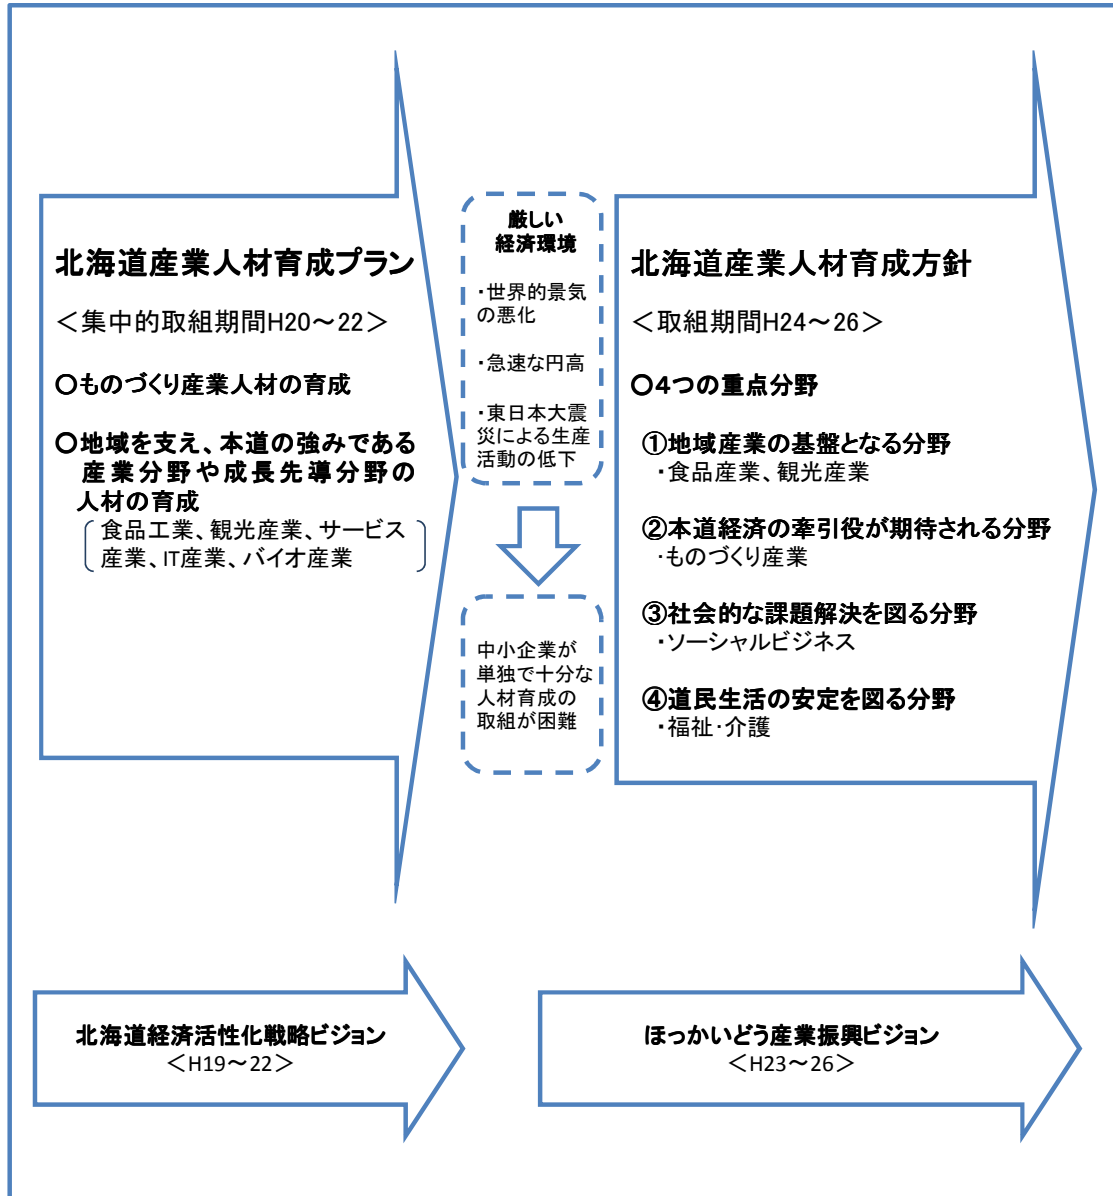 北海道産業人材育成プラン
＜集中的取組期間H20～22＞
○ものづくり産業人材の育成
○地域を支え、本道の強みである
産業分野や成長先導分野の
人材の育成
食品工業、観光産業、サービス
産業、IT産業、バイオ産業
厳しい
経済環境
・世界的景気
の悪化
・急速な円高
・東日本大震
災による生産
活動の低下
中小企業が
単独で十分な
人材育成の
取組が困難
北海道産業人材育成方針
＜取組期間H24～26＞
○４つの重点分野
①地域産業の基盤となる分野
・食品産業、観光産業
②本道経済の牽引役が期待される分野
・ものづくり産業
③社会的な課題解決を図る分野
・ソーシャルビジネス
④道民生活の安定を図る分野
・福祉・介護
北海道経済活性化戦略ビジョン
＜H19～22＞
ほっかいどう産業振興ビジョン
＜H23～26＞